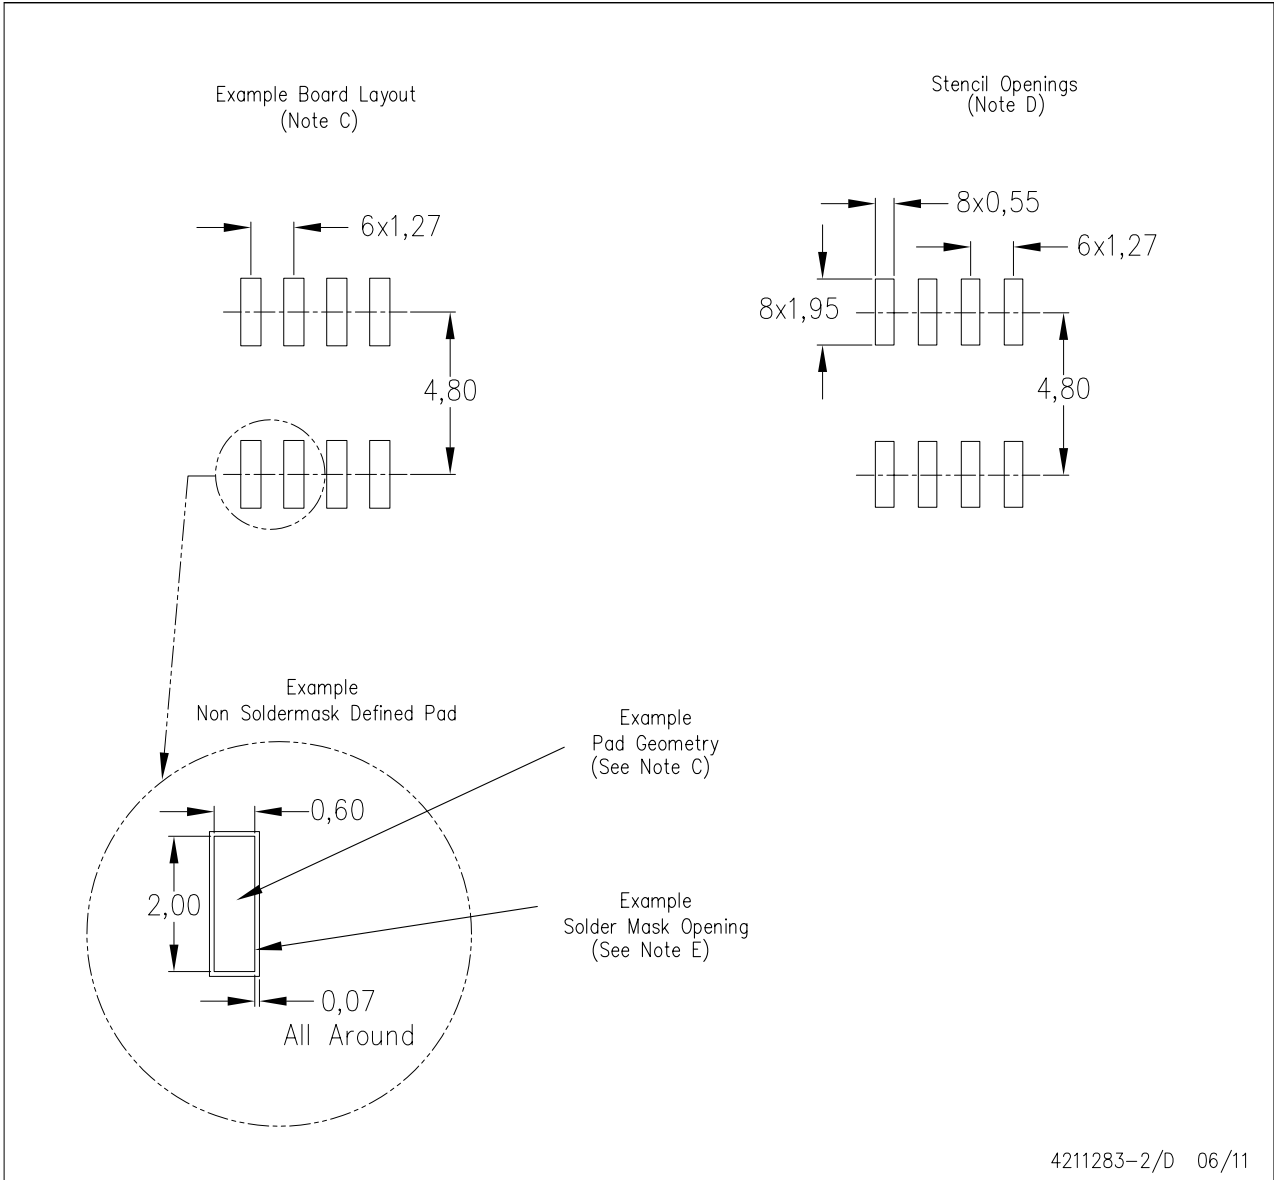 Example Board Layout
(Note C)
Stencil Openings
(Note D)
6x1,27
8x0,55
6x1,27
8x1,95
4,80
4,80
Example
Non Soldermask Defined Pad
Example
Pad Geometry
(See Note C)
0,60
2,00
Example
Solder Mask Opening
(See Note E)
0,07
All Around
4211283-2/D 06/11